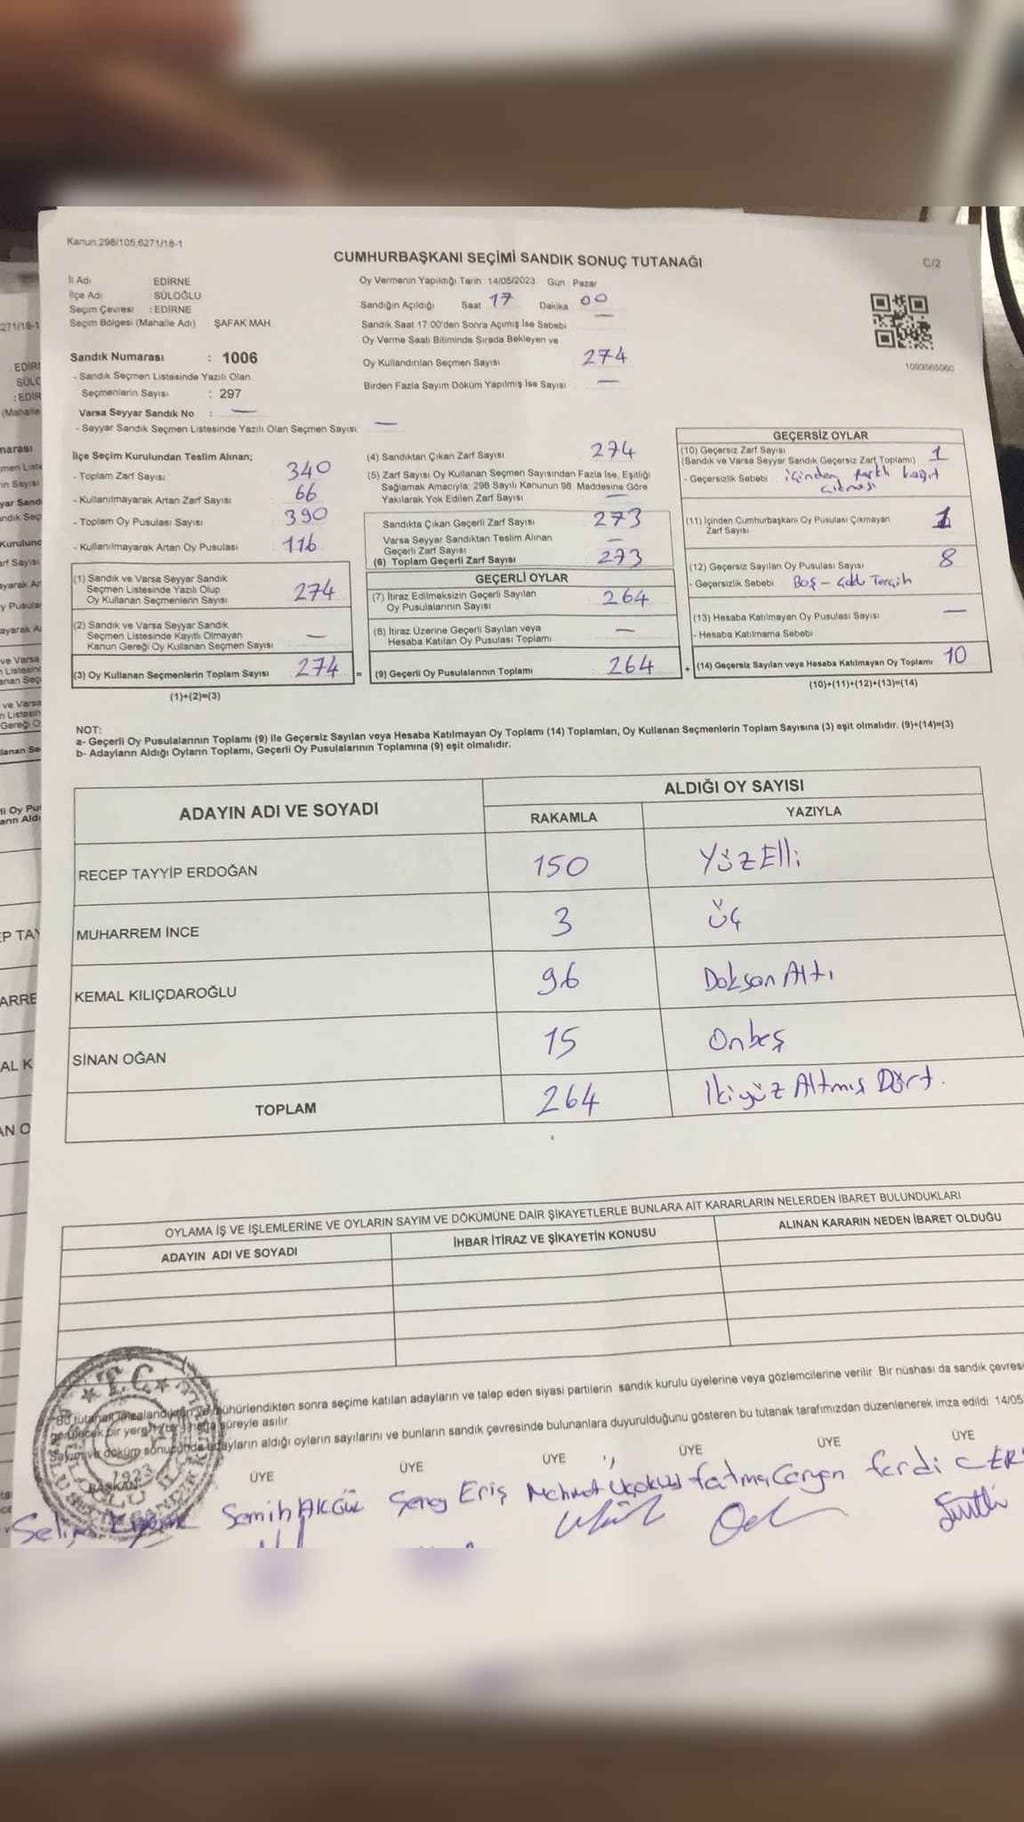 Kanun:298/105,6271/18-1
CUMHURBAŞKANI SEÇİMİ SANDIK SONUÇ TUTANAĞI
C/2
İl Adı EDİRNE
İlçe Adı SÜLOĞLU
Seçim Çevresi : EDİRNE
Seçim Bölgesi (Mahalle Adı) ŞAFAK MAH.
Sandık Numarası : 1006
- Sandık Seçmen Listesinde Yazılı Olan
Seçmenlerin Sayısı : 297
Varsa Seyyar Sandık No : —
- Seyyar Sandık Seçmen Listesinde Yazılı Olan Seçmen Sayısı —
Oy Vermenin Yapıldığı Tarih 14/05/2023 Gün Pazar
Sandığın Açıldığı Saat 17 Dakika 00
Sandık Saat 17:00'den Sonra Açılmış İse Sebebi —
Oy Verme Saati Bitiminde Sırada Bekleyen ve
Oy Kullandırılan Seçmen Sayısı 274
Birden Fazla Sayım Döküm Yapılmış İse Sayısı —
1093565060
İlçe Seçim Kurulundan Teslim Alınan;
- Toplam Zarf Sayısı 340
- Kullanılmayarak Artan Zarf Sayısı 66
- Toplam Oy Pusulası Sayısı 390
- Kullanılmayarak Artan Oy Pusulası 116
(1) Sandık ve Varsa Seyyar Sandık
Seçmen Listesinde Yazılı Olup
Oy Kullanan Seçmenlerin Sayısı 274
(2) Sandık ve Varsa Seyyar Sandık
Seçmen Listesinde Kayıtlı Olmayan
Kanun Gereği Oy Kullanan Seçmen Sayısı —
(3) Oy Kullanan Seçmenlerin Toplam Sayısı 274 =
(1)+(2)=(3)
(4) Sandıktan Çıkan Zarf Sayısı 274
(5) Zarf Sayısı Oy Kullanan Seçmen Sayısından Fazla İse, Eşitliği
Sağlamak Amacıyla; 298 Sayılı Kanunun 98. Maddesine Göre
Yakılarak Yok Edilen Zarf Sayısı —
Sandıkta Çıkan Geçerli Zarf Sayısı 273
Varsa Seyyar Sandıktan Teslim Alınan
Geçerli Zarf Sayısı —
(6) Toplam Geçerli Zarf Sayısı 273
GEÇERLİ OYLAR
(7) İtiraz Edilmeksizin Geçerli Sayılan
Oy Pusulalarının Sayısı 264
(8) İtiraz Üzerine Geçerli Sayılan veya
Hesaba Katılan Oy Pusulası Toplamı —
(9) Geçerli Oy Pusulalarının Toplamı 264 +
GEÇERSİZ OYLAR
(10) Geçersiz Zarf Sayısı
(Sandık ve Varsa Seyyar Sandık Geçersiz Zarf Toplamı) 1
- Geçersizlik Sebebi içinden farklı kağıt
çıkması
(11) İçinden Cumhurbaşkanı Oy Pusulası Çıkmayan
Zarf Sayısı 1
(12) Geçersiz Sayılan Oy Pusulası Sayısı 8
- Geçersizlik Sebebi Boş - Çoklu Tercih
(13) Hesaba Katılmayan Oy Pusulası Sayısı —
- Hesaba Katılmama Sebebi
(14) Geçersiz Sayılan veya Hesaba Katılmayan Oy Toplamı 10
(10)+(11)+(12)+(13)=(14)
NOT:
a- Geçerli Oy Pusulalarının Toplamı (9) ile Geçersiz Sayılan veya Hesaba Katılmayan Oy Toplamı (14) Toplamları, Oy Kullanan Seçmenlerin Toplam Sayısına (3) eşit olmalıdır. (9)+(14)=(3)
b- Adayların Aldığı Oyların Toplamı, Geçerli Oy Pusulalarının Toplamına (9) eşit olmalıdır.
ADAYIN ADI VE SOYADI
ALDIĞI OY SAYISI
RAKAMLA YAZIYLA
RECEP TAYYİP ERDOĞAN 150 YüzElli
MUHARREM İNCE 3 Üç
KEMAL KILIÇDAROĞLU 96 Doksan Altı
SİNAN OĞAN 15 Onbeş
TOPLAM 264 İkiyüz Altmış Dört.
OYLAMA İŞ VE İŞLEMLERİNE VE OYLARIN SAYIM VE DÖKÜMÜNE DAİR ŞİKAYETLERLE BUNLARA AİT KARARLARIN NELERDEN İBARET BULUNDUKLARI
ADAYIN ADI VE SOYADI İHBAR İTİRAZ VE ŞİKAYETİN KONUSU ALINAN KARARIN NEDEN İBARET OLDUĞU
Bu tutanak imzalandıktan ve mühürlendikten sonra seçime katılan adayların ve talep eden siyasi partilerin sandık kurulu üyelerine veya gözlemcilerine verilir. Bir nüshası da sandık çevresi
bir yere bir hafta süreyle asılır.
Sayım ve döküm sonucunda adayların aldığı oyların sayılarını ve bunların sandık çevresinde bulunanlara duyurulduğunu gösteren bu tutanak tarafımızdan düzenlenerek imza edildi. 14/05
T.C.
1923
BAŞKAN ÜYE ÜYE ÜYE ÜYE ÜYE ÜYE
Selim Semih AKGÜL Şenay Eriş Mehmet Fatma Ceryan Ferdi